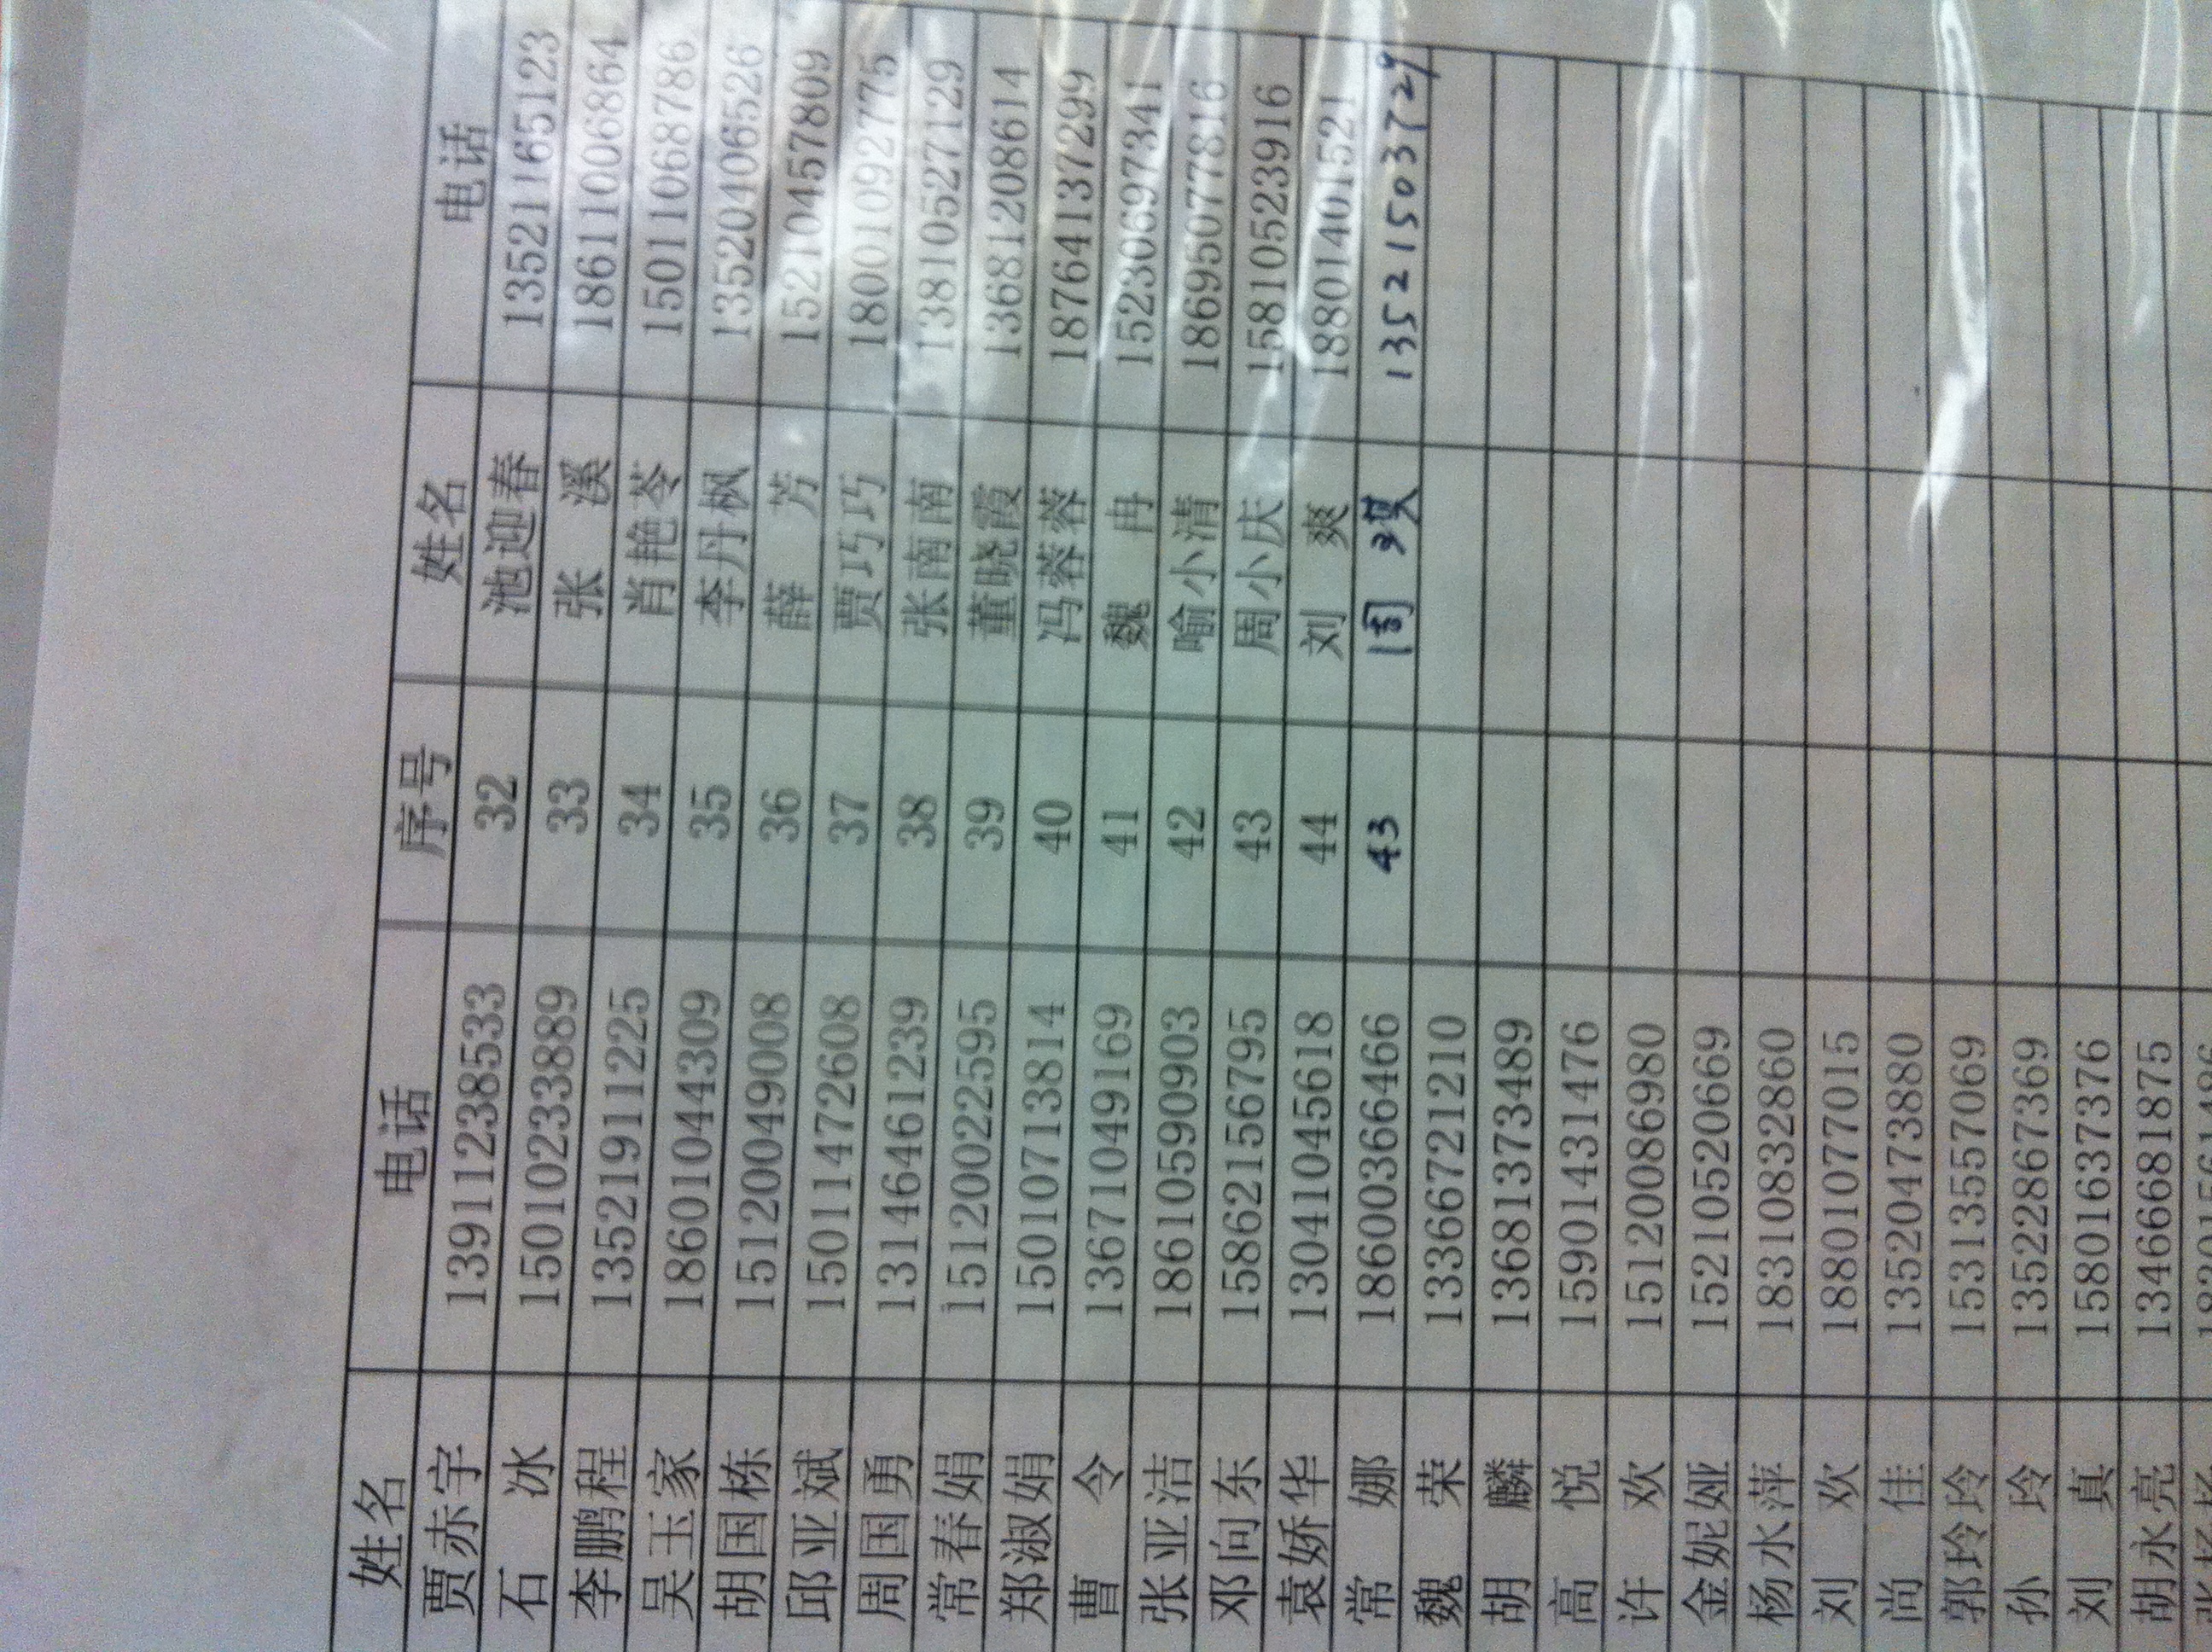 姓名 电话 序号 姓名 电话
贾赤宇 13911238533 32 池迎春 13521165123
石 冰 15010233889 33 张 溪 18611006864
李鹏程 13521911225 34 肖艳苓 15011068786
吴玉家 18601044309 35 李丹枫 13520406526
胡国栋 15120049008 36 薛 芳 15210457809
邱亚斌 15011472608 37 贾巧巧 18001092775
周国勇 13146461239 38 张南南 13810527129
常春娟 15120022595 39 董晓霞 13681208614
郑淑娟 15010713814 40 冯蓉蓉 18764137299
曹 令 13671049169 41 魏 冉 15230697341
张亚洁 18610590903 42 喻小清 18695077816
邓向东 15862156795 43 周小庆 15810523916
袁娇华 13041045618 44 刘 爽 18801401521
常 娜 18600366466 43 周 琪 13521503729
魏 荣 13366721210
胡 麟 13681373489
高 悦 15901431476
许 欢 15120086980
金妮娅 15210520669
杨水萍 18310832860
刘 欢 18801077015
尚 佳 13520473880
郭玲玲 15313557069
孙 玲 13522867369
刘 真 15801637376
胡永亮 13466681875